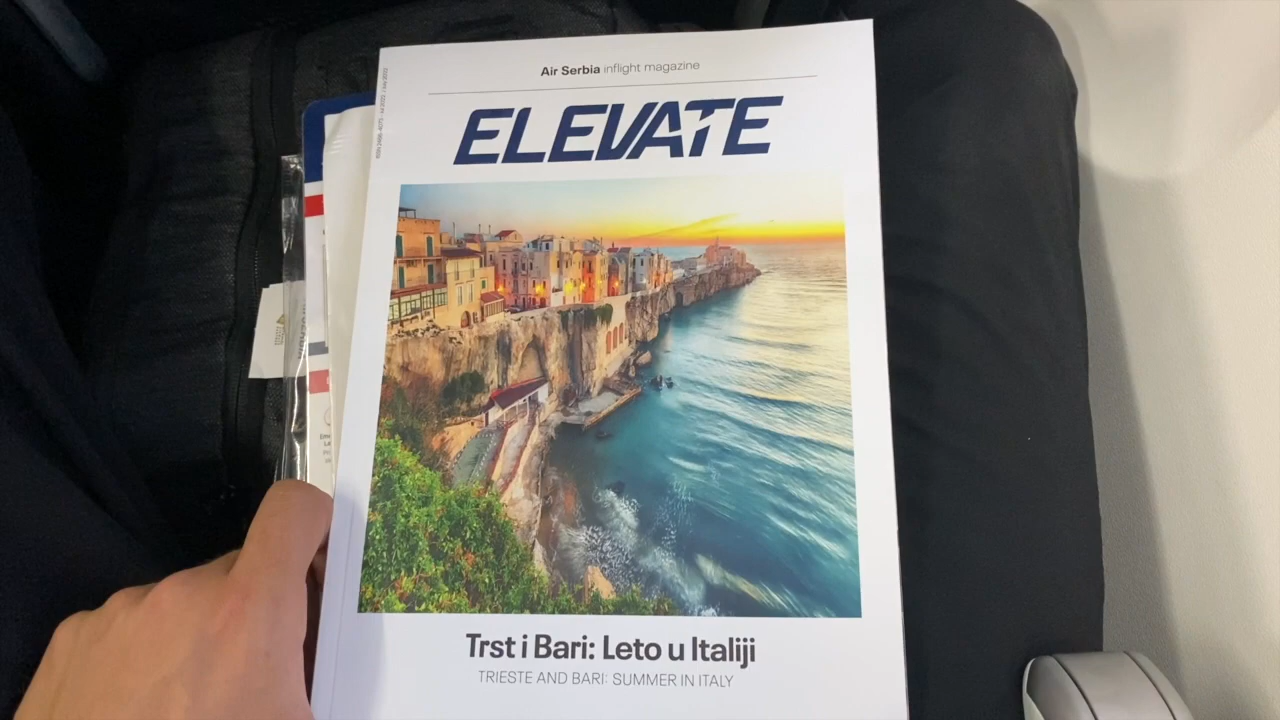 Air Serbia inflight magazine
ELEVATE
Trst i Bari: Leto u Italiji
TRIESTE AND BARI: SUMMER IN ITALY